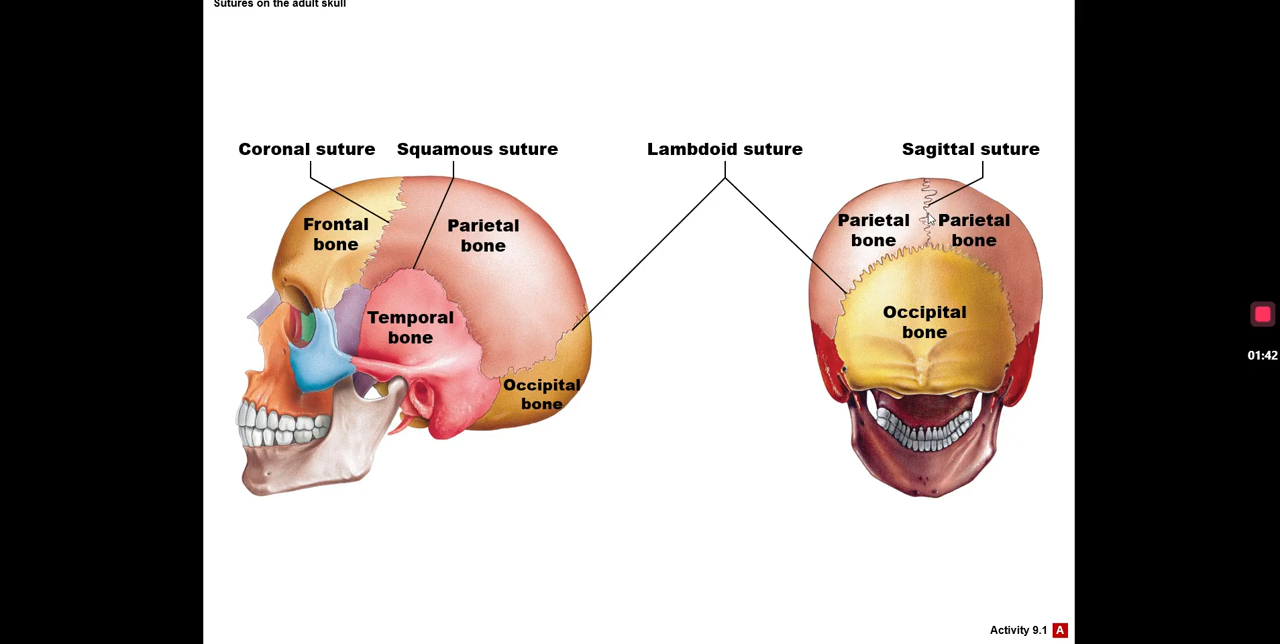 Sutures on the adult skull
Coronal suture
Squamous suture
Lambdoid suture
Sagittal suture
Frontal
bone
Parietal
bone
Temporal
bone
Occipital
bone
Parietal
bone
Parietal
bone
Occipital
bone
01:42
Activity 9.1 A